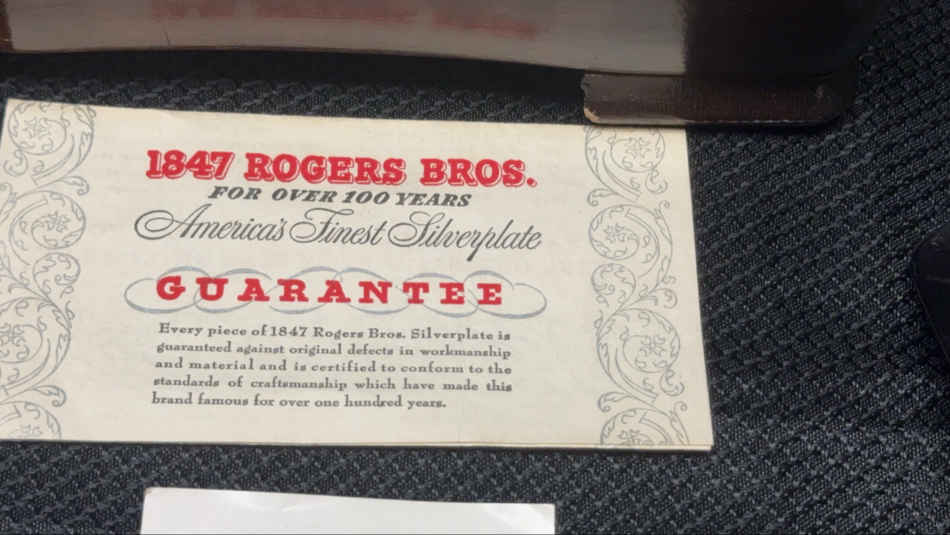 1847 ROGERS BROS.
FOR OVER 100 YEARS
America's Finest Silverplate
GUARANTEE
Every piece of 1847 Rogers Bros. Silverplate is
guaranteed against original defects in workmanship
and material and is certified to conform to the
standards of craftsmanship which have made this
brand famous for over one hundred years.